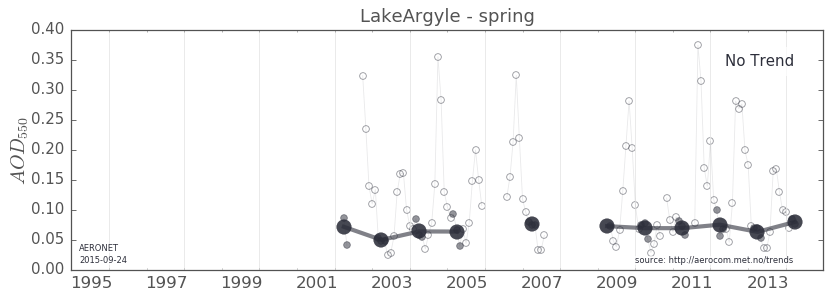 LakeArgyle - spring
0.40
0.35
0.30
0.25
0.20
0.15
0.10
0.05
0.00
AOD550
No Trend
AERONET
2015-09-24
source: http://aerocom.met.no/trends
1995 1997 1999 2001 2003 2005 2007 2009 2011 2013